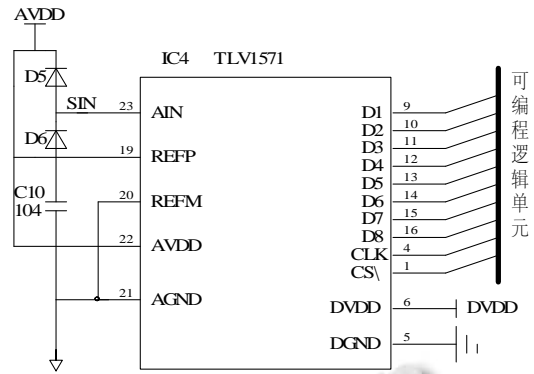 AVDD
IC4 TLV1571
D5
SIN
23 AIN
D6
19 REFP
C10
104
20 REFM
22 AVDD
21 AGND
D1 9
D2 10
D3 11
D4 12
D5 13
D6 14
D7 15
D8 16
CLK 4
CS\ 1
DVDD 6 DVDD
DGND 5
可编程逻辑单元